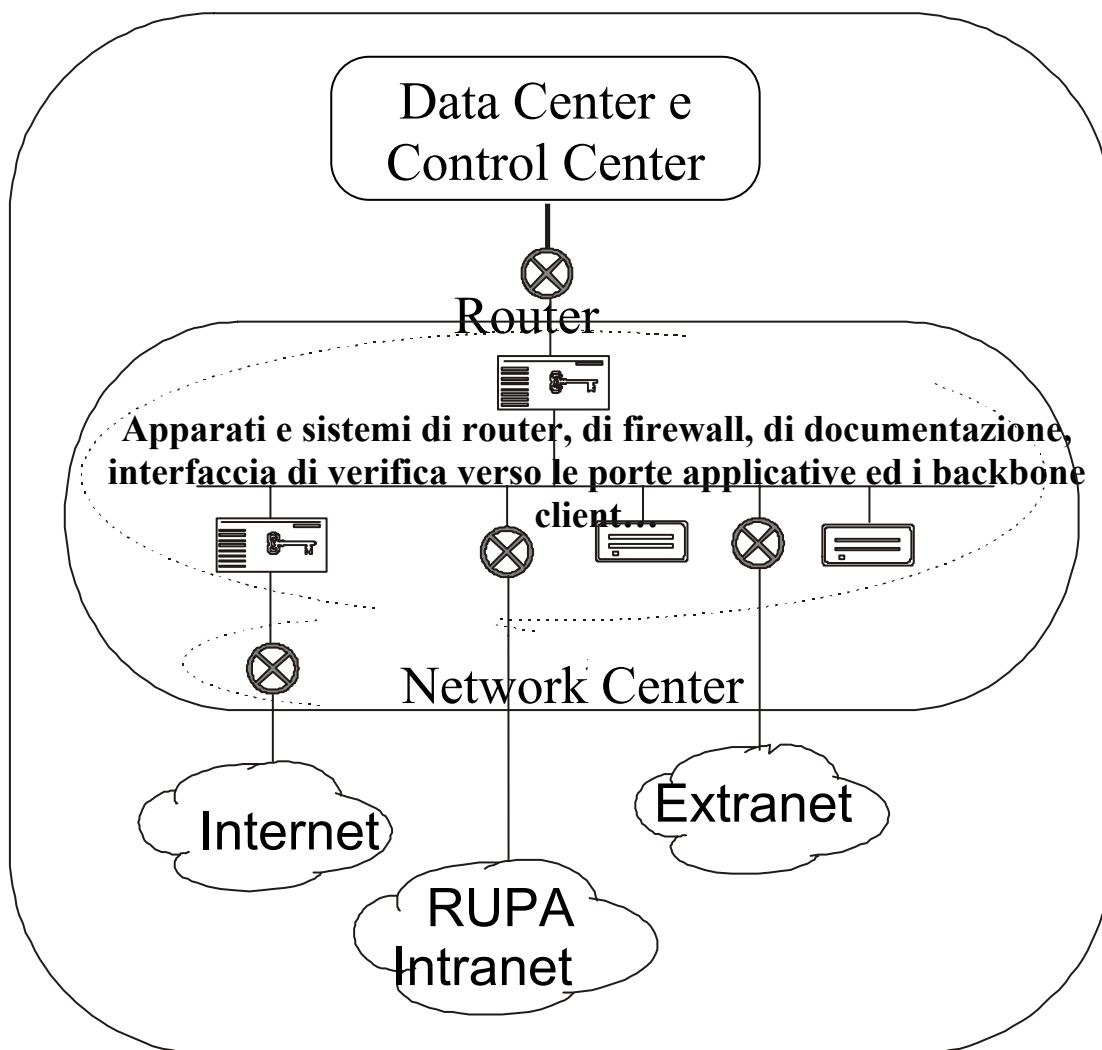 Data Center e
Control Center
Router
Apparati e sistemi di router, di firewall, di documentazione,
interfaccia di verifica verso le porte applicative ed i backbone
client…
Network Center
Internet
Extranet
RUPA
Intranet